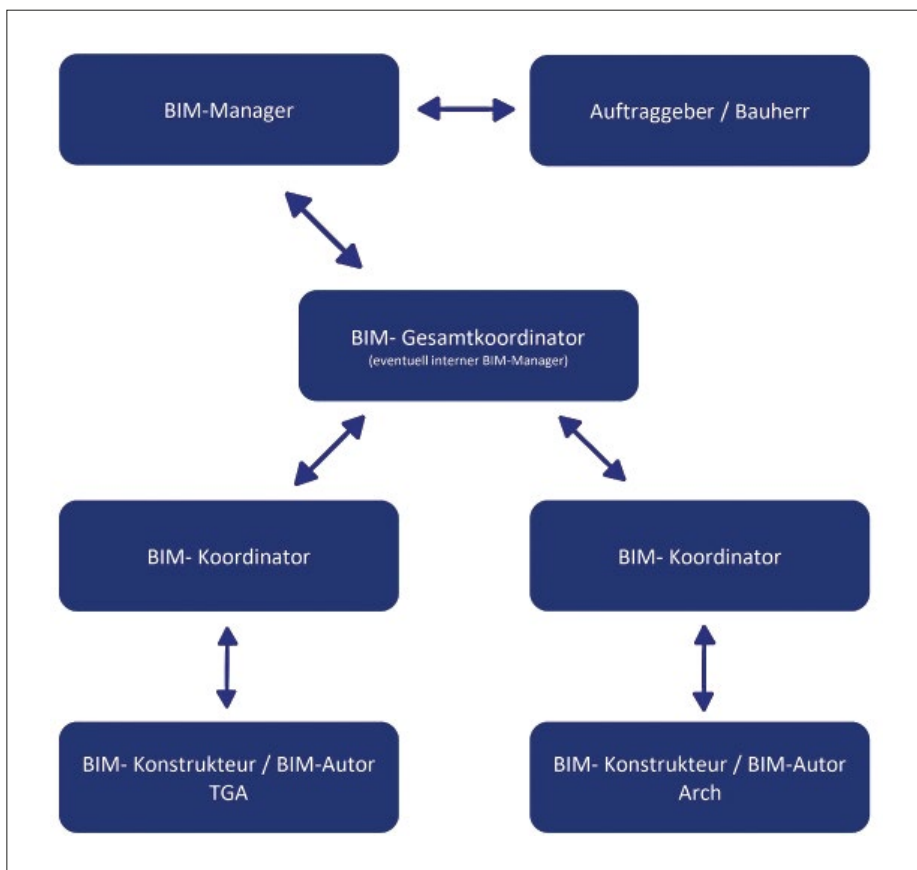 BIM-Manager
Auftraggeber / Bauherr
BIM- Gesamtkoordinator
(eventuell interner BIM-Manager)
BIM- Koordinator
BIM- Koordinator
BIM- Konstrukteur / BIM-Autor
TGA
BIM- Konstrukteur / BIM-Autor
Arch